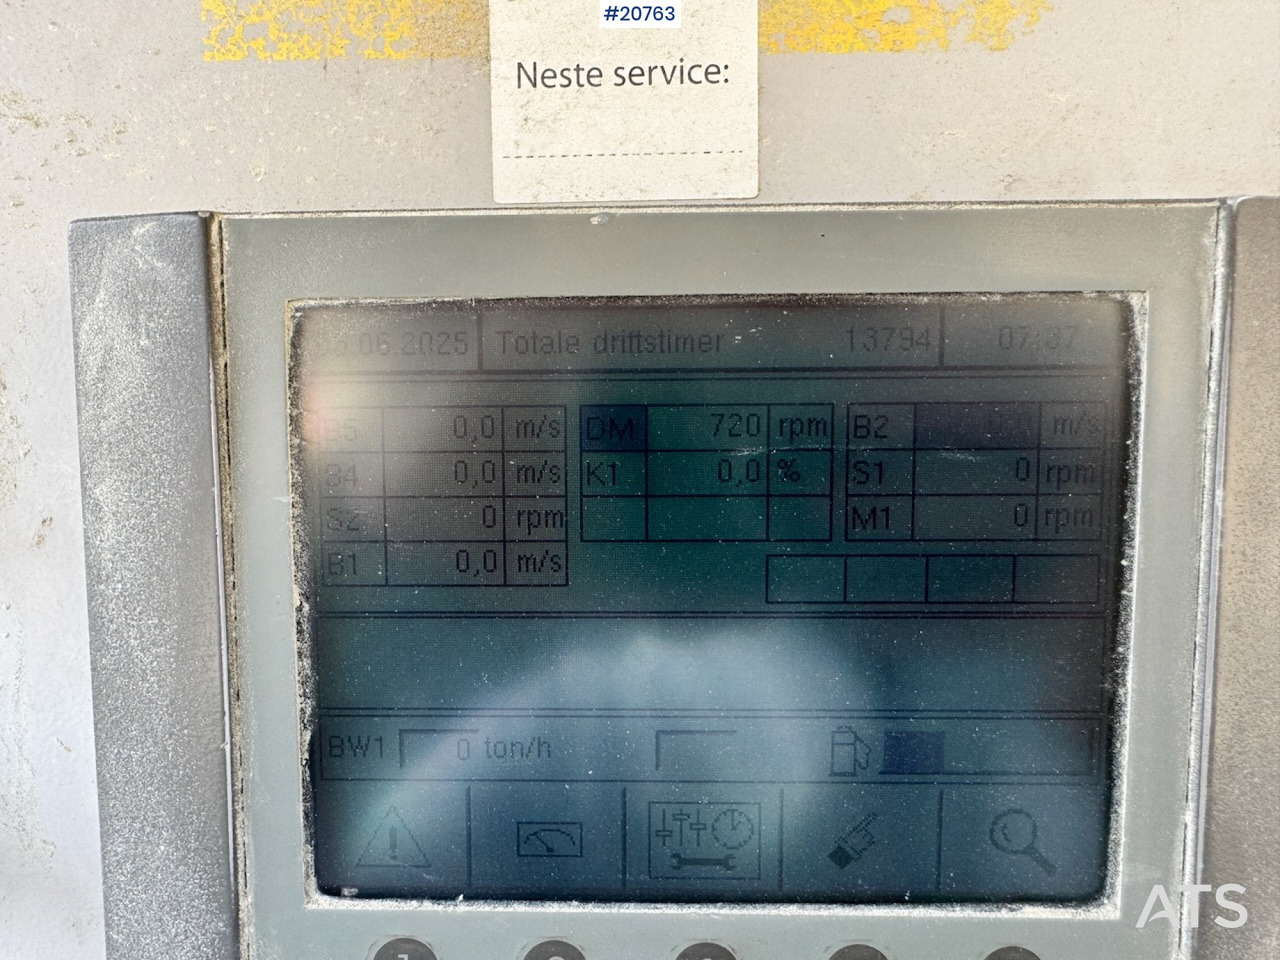 #20763
Neste service:
.06.2025 Totale driftstimer 13794 07:37
B5 0,0 m/s DM 720 rpm B2 m/s
B4 0,0 m/s K1 0,0 % S1 0 rpm
S2 0 rpm M1 0 rpm
B1 0,0 m/s
BW1 0 ton/h
ATS